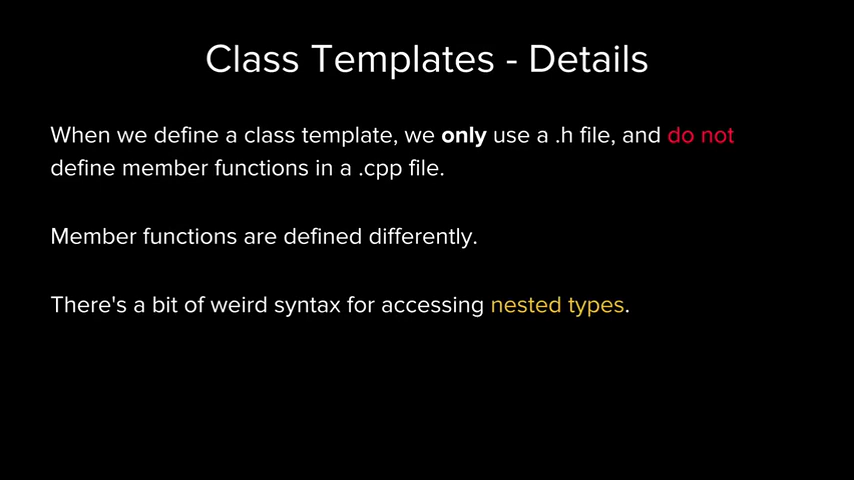 Class Templates - Details
When we define a class template, we only use a .h file, and do not
define member functions in a .cpp file.
Member functions are defined differently.
There's a bit of weird syntax for accessing nested types.